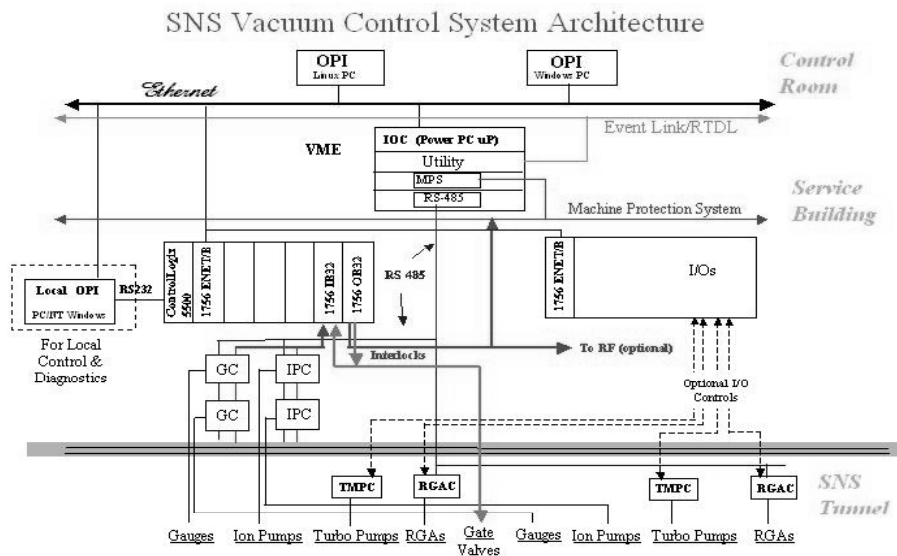 SNS Vacuum Control System Architecture
OPI
Linux PC
OPI
Windows PC
Control
Room
Ethernet
Event Link/RTDL
VME
IOC (Power PC uP)
Utility
MPS
RS-485
Service
Building
Machine Protection System
Local OPI
PC/NT Windows
RS232
ControlLogix
5500
1756 ENET/B
1756 IB32
1756 OB32
RS 485
1756 ENET/B
I/Os
For Local
Control &
Diagnostics
Interlocks
To RF (optional)
GC
IPC
GC
IPC
Optional I/O
Controls
TMPC
RGAC
TMPC
RGAC
SNS
Tunnel
Gauges
Ion Pumps
Turbo Pumps
RGAs
Gate
Valves
Gauges
Ion Pumps
Turbo Pumps
RGAs